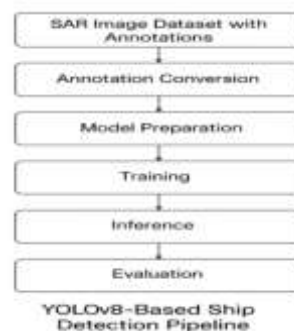 SAR Image Dataset with
Annotations
Annotation Conversion
Model Preparation
Training
Inference
Evaluation
YOLOv8-Based Ship
Detection Pipeline